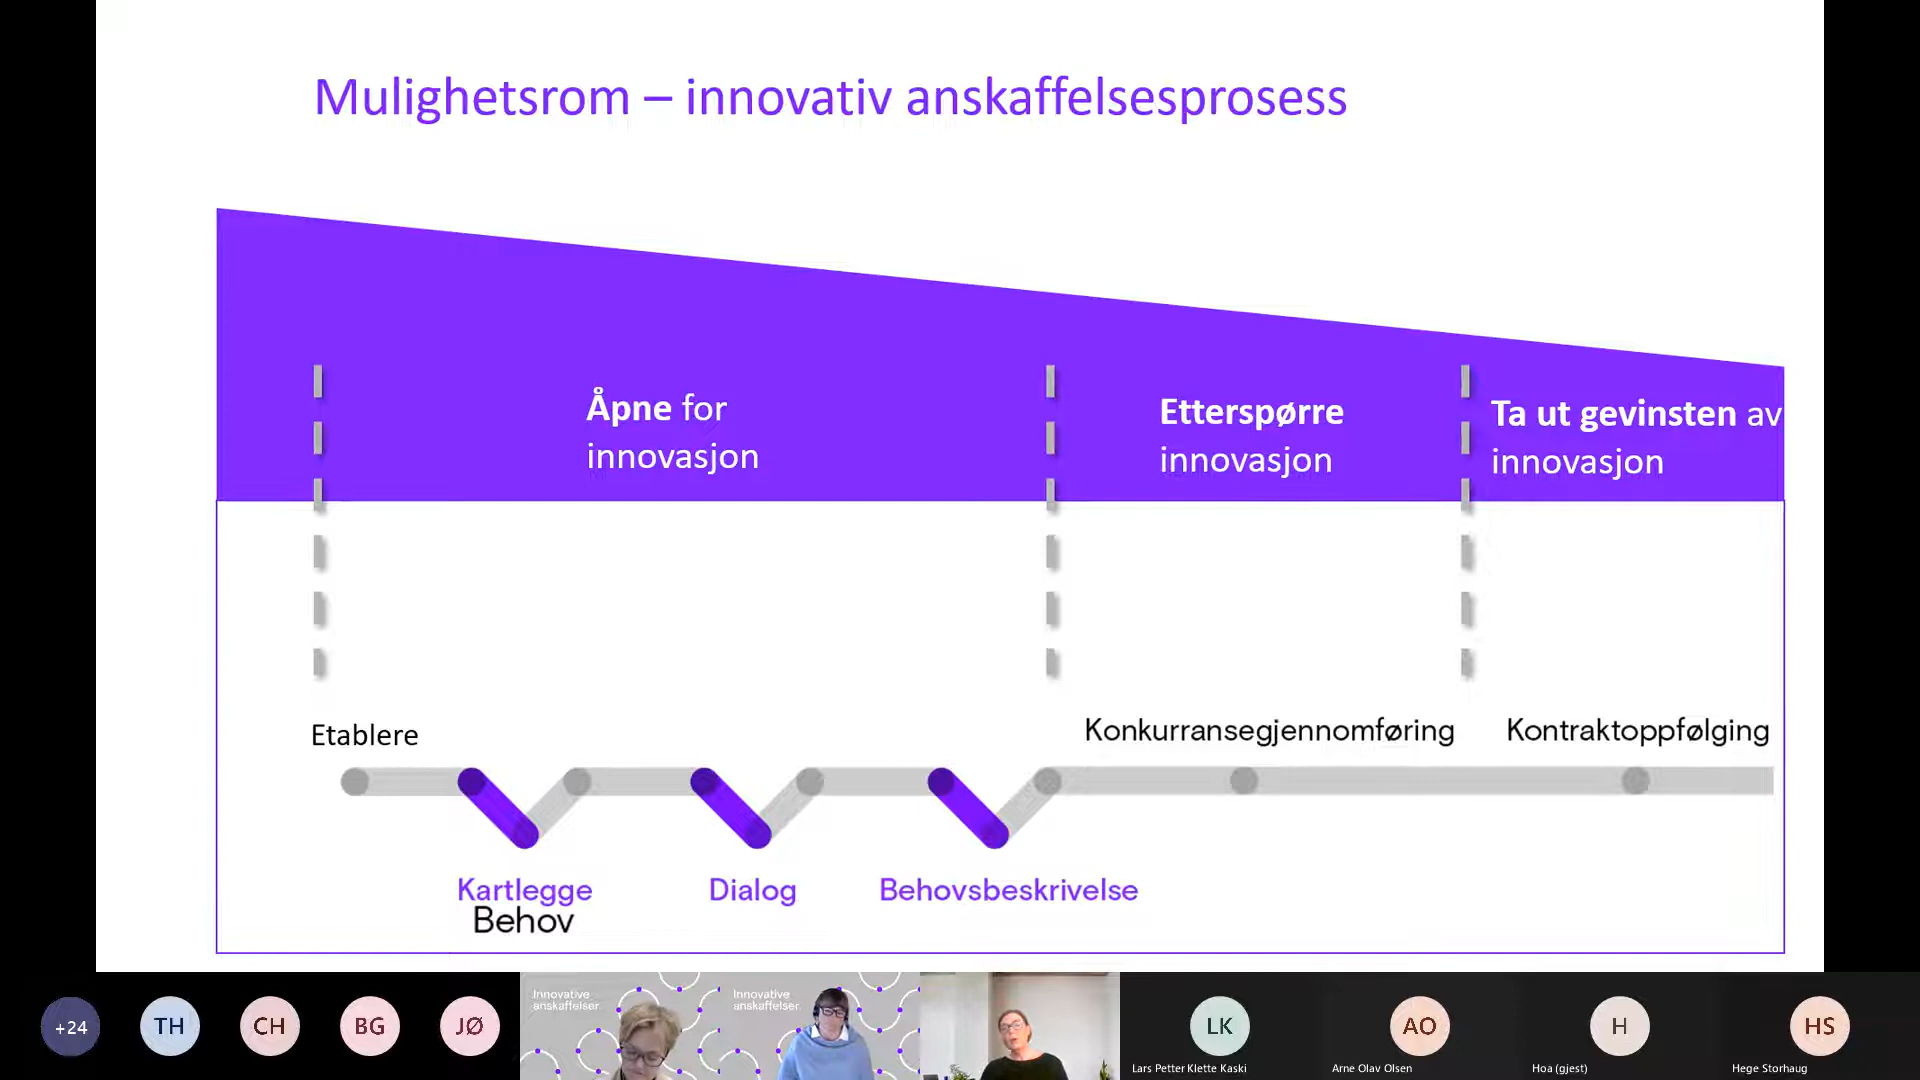 Mulighetsrom – innovativ anskaffelsesprosess
Åpne for
innovasjon
Etterspørre
innovasjon
Ta ut gevinsten av
innovasjon
Etablere
Konkurransegjennomføring
Kontraktoppfølging
Kartlegge
Behov
Dialog
Behovsbeskrivelse
+24
TH
CH
BG
JØ
Innovative
anskaffelser.
Innovative
anskaffelser.
LK
Lars Petter Klette Kaski
AO
Arne Olav Olsen
H
Hoa (gjest)
HS
Hege Storhaug